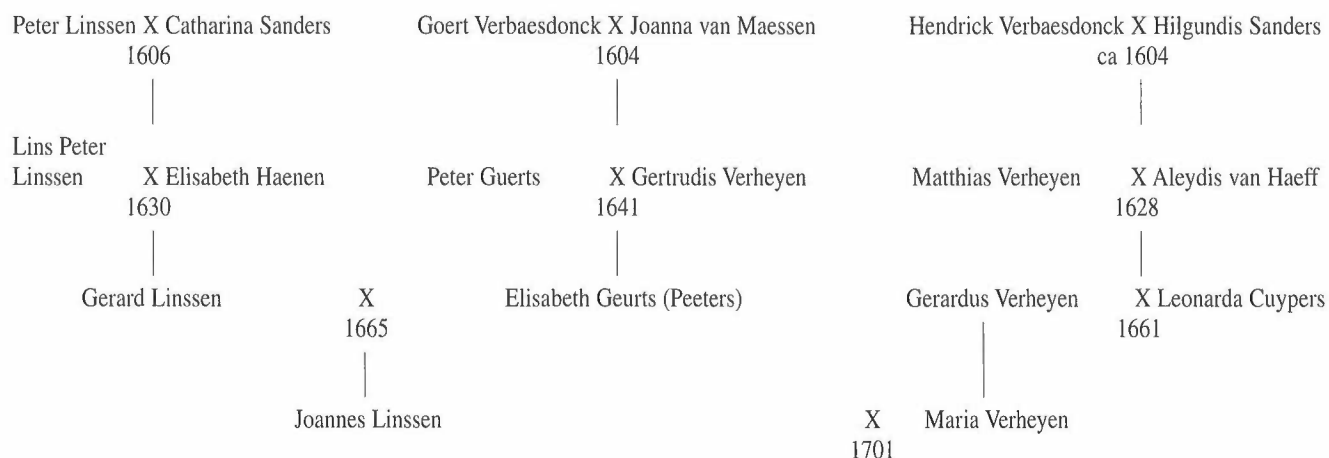 Peter Linssen X Catharina Sanders Goert Verbaesdonck X Joanna van Maessen Hendrick Verbaesdonck X Hilgundis Sanders
1606 1604 ca 1604
Lins Peter
Linssen X Elisabeth Haenen Peter Guerts X Gertrudis Verheyen Matthias Verheyen X Aleydis van Haeff
1630 1641 1628
Gerard Linssen X Elisabeth Geurts (Peeters) Gerardus Verheyen X Leonarda Cuypers
1665 1661
Joannes Linssen X Maria Verheyen
1701